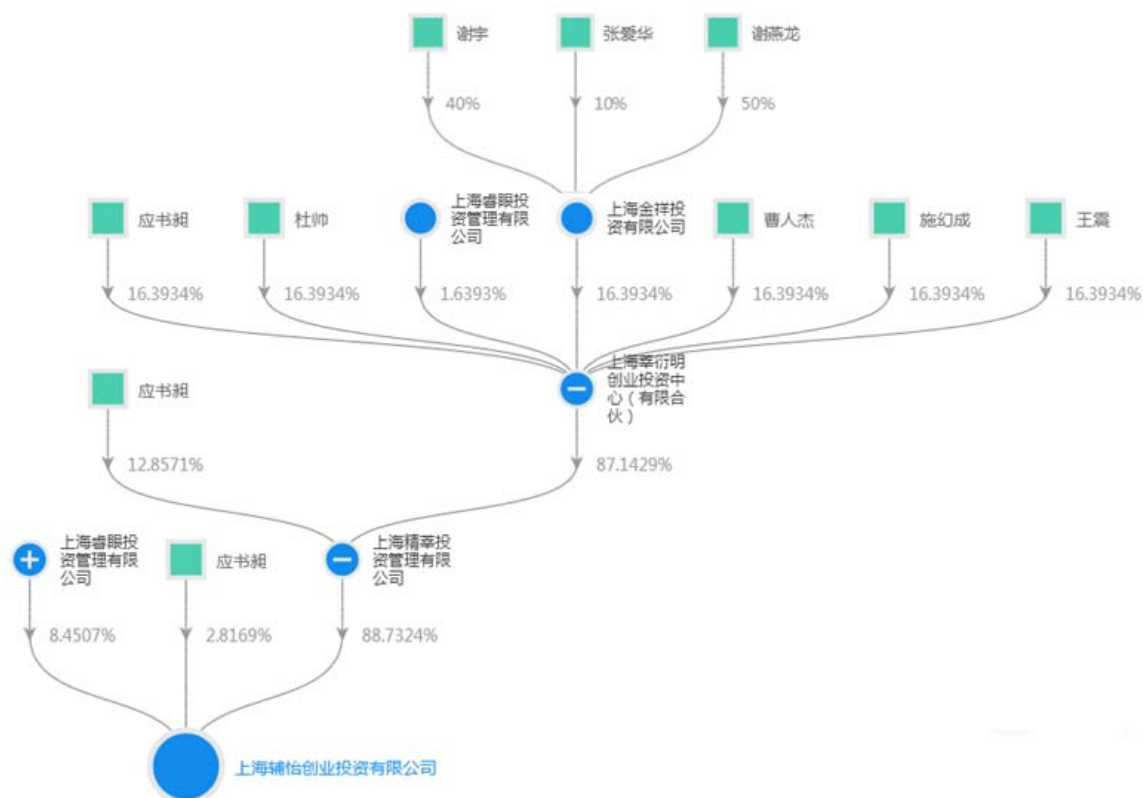 谢宇
张爱华
谢燕龙
40%
10%
50%
应书昶
杜帅
上海睿眼投
资管理有限
公司
上海金祥投
资有限公司
曹人杰
施幻成
王震
16.3934%
16.3934%
1.6393%
16.3934%
16.3934%
16.3934%
16.3934%
应书昶
上海莘衍明
创业投资中
心（有限合
伙）
12.8571%
87.1429%
上海睿眼投
资管理有限
公司
应书昶
上海精莘投
资管理有限
公司
8.4507%
2.8169%
88.7324%
上海辅怡创业投资有限公司